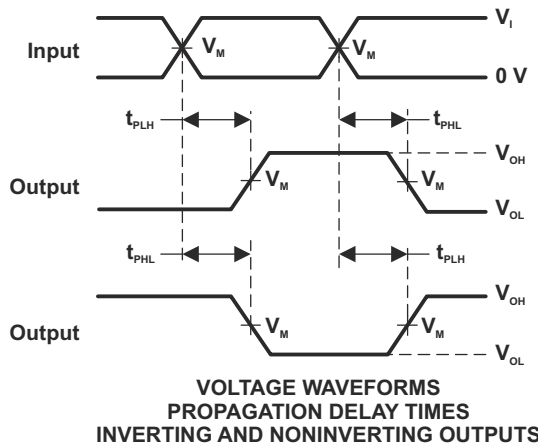 V_I
Input
V_M
V_M
0 V
t_PLH
t_PHL
V_OH
Output
V_M
V_M
V_OL
t_PHL
t_PLH
V_OH
Output
V_M
V_M
V_OL
VOLTAGE WAVEFORMS
PROPAGATION DELAY TIMES
INVERTING AND NONINVERTING OUTPUTS